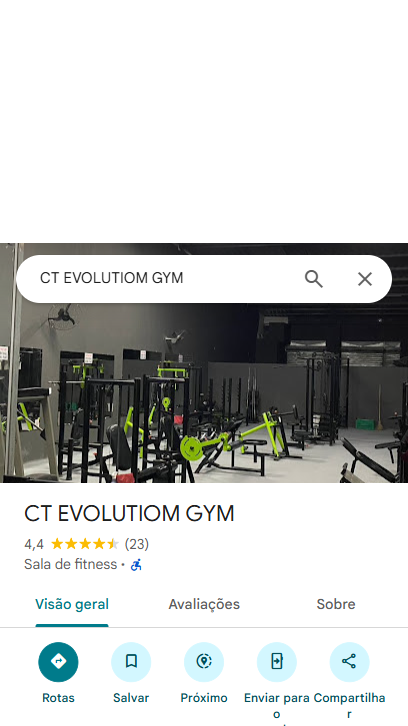 CT EVOLUTIOM GYM
CT EVOLUTIOM GYM
4,4 (23)
Sala de fitness ·
Visão geral
Avaliações
Sobre
Rotas
Salvar
Próximo
Enviar para o
Compartilhar